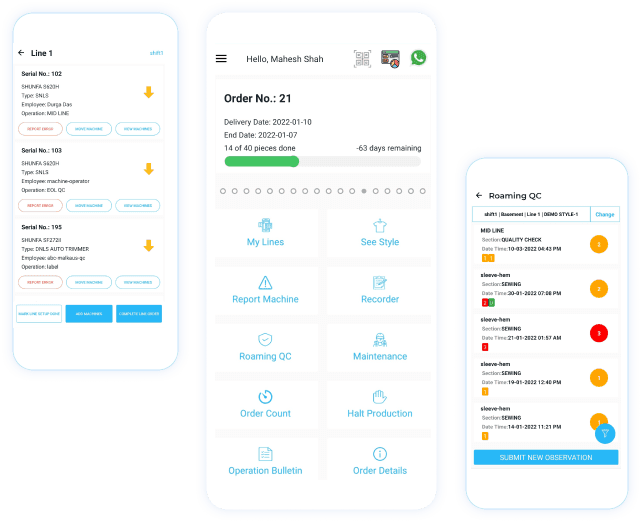 Line 1
shift1
Serial No.: 102
SHUNFA S620H
Type: SNLS
Employee: Durga Das
Operation: MID LINE
REPORT ERROR
MOVE MACHINE
VIEW MACHINES
Serial No.: 103
SHUNFA S620H
Type: SNLS
Employee: machine-operator
Operation: EOL QC
REPORT ERROR
MOVE MACHINE
VIEW MACHINES
Serial No.: 195
SHUNFA SF2728
Type: DNLS AUTO TRIMMER
Employee: abc-malkaus-qc
Operation: label
REPORT ERROR
MOVE MACHINE
VIEW MACHINES
LINE SETUP DONE
ADD MACHINES
COMPLETE LINE ORDER
Hello, Mahesh Shah
Order No.: 21
Delivery Date: 2022-01-10
End Date: 2022-01-07
14 of 40 pieces done
-63 days remaining
My Lines
See Style
Report Machine
Recorder
Roaming QC
Maintenance
Order Count
Halt Production
Operation Bulletin
Order Details
Roaming QC
shift1 | Basement | Line 1 | DEMO STYLE-1
Change
MID LINE
Section:QUALITY CHECK
Date Time:10-03-2022 04:43 PM
sleeve-hem
Section:SEWING
Date Time:30-01-2022 07:08 PM
2
sleeve-hem
Section:SEWING
Date Time:21-01-2022 01:57 AM
3
3
sleeve-hem
Section:SEWING
Date Time:19-01-2022 12:40 PM
1
1
sleeve-hem
Section:SEWING
Date Time:14-01-2022 11:21 PM
1
1
SUBMIT NEW OBSERVATION